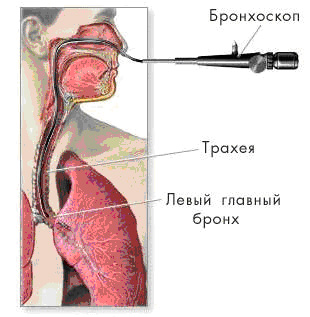 Бронхоскоп
Трахея
Левый главный
бронх